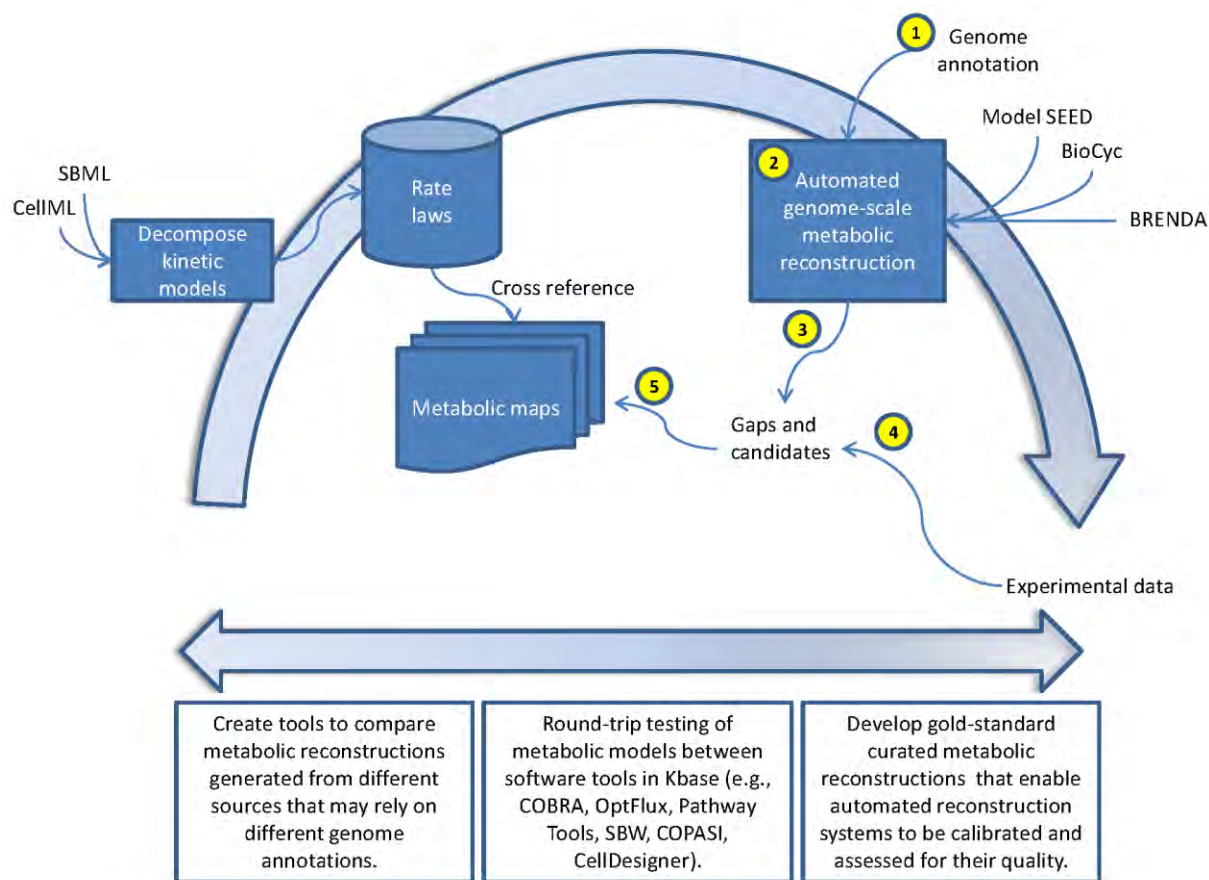 1
Genome
annotation
Model SEED
BioCyc
BRENDA
2
Automated
genome-scale
metabolic
reconstruction
Rate
laws
SBML
CellML
Decompose
kinetic
models
Cross reference
3
Metabolic maps
5
Gaps and
candidates
4
Experimental data
Create tools to compare
metabolic reconstructions
generated from different
sources that may rely on
different genome
annotations.
Round-trip testing of
metabolic models between
software tools in Kbase (e.g.,
COBRA, OptFlux, Pathway
Tools, SBW, COPASI,
CellDesigner).
Develop gold-standard
curated metabolic
reconstructions that enable
automated reconstruction
systems to be calibrated and
assessed for their quality.